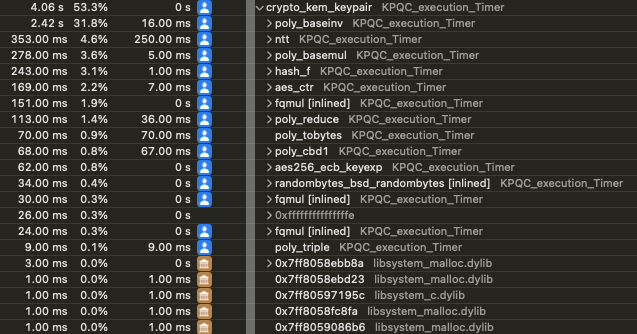 4.06 s 53.3% 0 s crypto_kem_keypair KPQC_execution_Timer
2.42 s 31.8% 16.00 ms poly_baseinv KPQC_execution_Timer
353.00 ms 4.6% 250.00 ms ntt KPQC_execution_Timer
278.00 ms 3.6% 5.00 ms poly_basemul KPQC_execution_Timer
243.00 ms 3.1% 1.00 ms hash_f KPQC_execution_Timer
169.00 ms 2.2% 7.00 ms aes_ctr KPQC_execution_Timer
151.00 ms 1.9% 0 s fqmul [inlined] KPQC_execution_Timer
113.00 ms 1.4% 36.00 ms poly_reduce KPQC_execution_Timer
70.00 ms 0.9% 70.00 ms poly_tobytes KPQC_execution_Timer
68.00 ms 0.8% 67.00 ms poly_cbd1 KPQC_execution_Timer
62.00 ms 0.8% 0 s aes256_ecb_keyexp KPQC_execution_Timer
34.00 ms 0.4% 0 s randombytes_bsd_randombytes [inlined] KPQC_execution_Timer
30.00 ms 0.3% 0 s fqmul [inlined] KPQC_execution_Timer
26.00 ms 0.3% 0 s 0xfffffffffffffffe
24.00 ms 0.3% 0 s fqmul [inlined] KPQC_execution_Timer
9.00 ms 0.1% 9.00 ms poly_triple KPQC_execution_Timer
3.00 ms 0.0% 0 s 0x7ff8058ebb8a libsystem_malloc.dylib
1.00 ms 0.0% 1.00 ms 0x7ff8058ebd23 libsystem_malloc.dylib
1.00 ms 0.0% 1.00 ms 0x7ff80597195c libsystem_c.dylib
1.00 ms 0.0% 1.00 ms 0x7ff8058fc8fa libsystem_malloc.dylib
1.00 ms 0.0% 1.00 ms 0x7ff8059086b6 libsystem_malloc.dylib